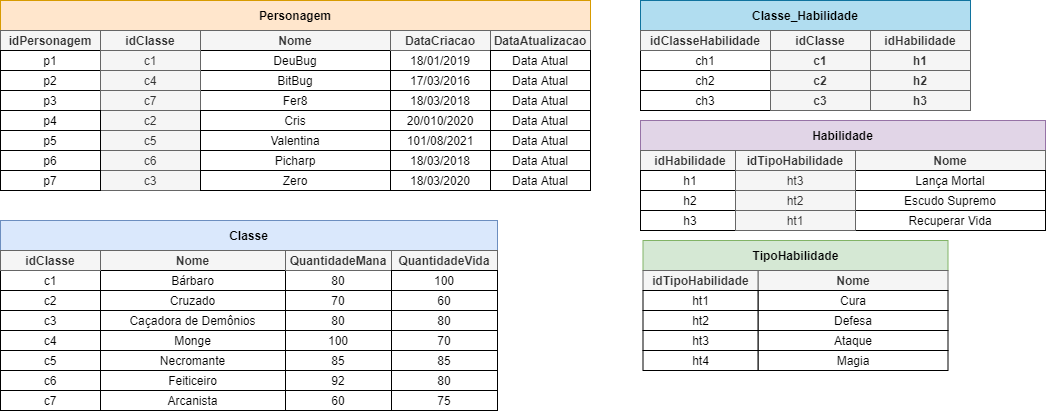 Personagem
idPersonagem idClasse Nome DataCriacao DataAtualizacao
p1 c1 DeuBug 18/01/2019 Data Atual
p2 c4 BitBug 17/03/2016 Data Atual
p3 c7 Fer8 18/03/2018 Data Atual
p4 c2 Cris 20/010/2020 Data Atual
p5 c5 Valentina 101/08/2021 Data Atual
p6 c6 Picharp 18/03/2018 Data Atual
p7 c3 Zero 18/03/2020 Data Atual
Classe
idClasse Nome QuantidadeMana QuantidadeVida
c1 Bárbaro 80 100
c2 Cruzado 70 60
c3 Caçadora de Demônios 80 80
c4 Monge 100 70
c5 Necromante 85 85
c6 Feiticeiro 92 80
c7 Arcanista 60 75
Classe_Habilidade
idClasseHabilidade idClasse idHabilidade
ch1 c1 h1
ch2 c2 h2
ch3 c3 h3
Habilidade
idHabilidade idTipoHabilidade Nome
h1 ht3 Lança Mortal
h2 ht2 Escudo Supremo
h3 ht1 Recuperar Vida
TipoHabilidade
idTipoHabilidade Nome
ht1 Cura
ht2 Defesa
ht3 Ataque
ht4 Magia